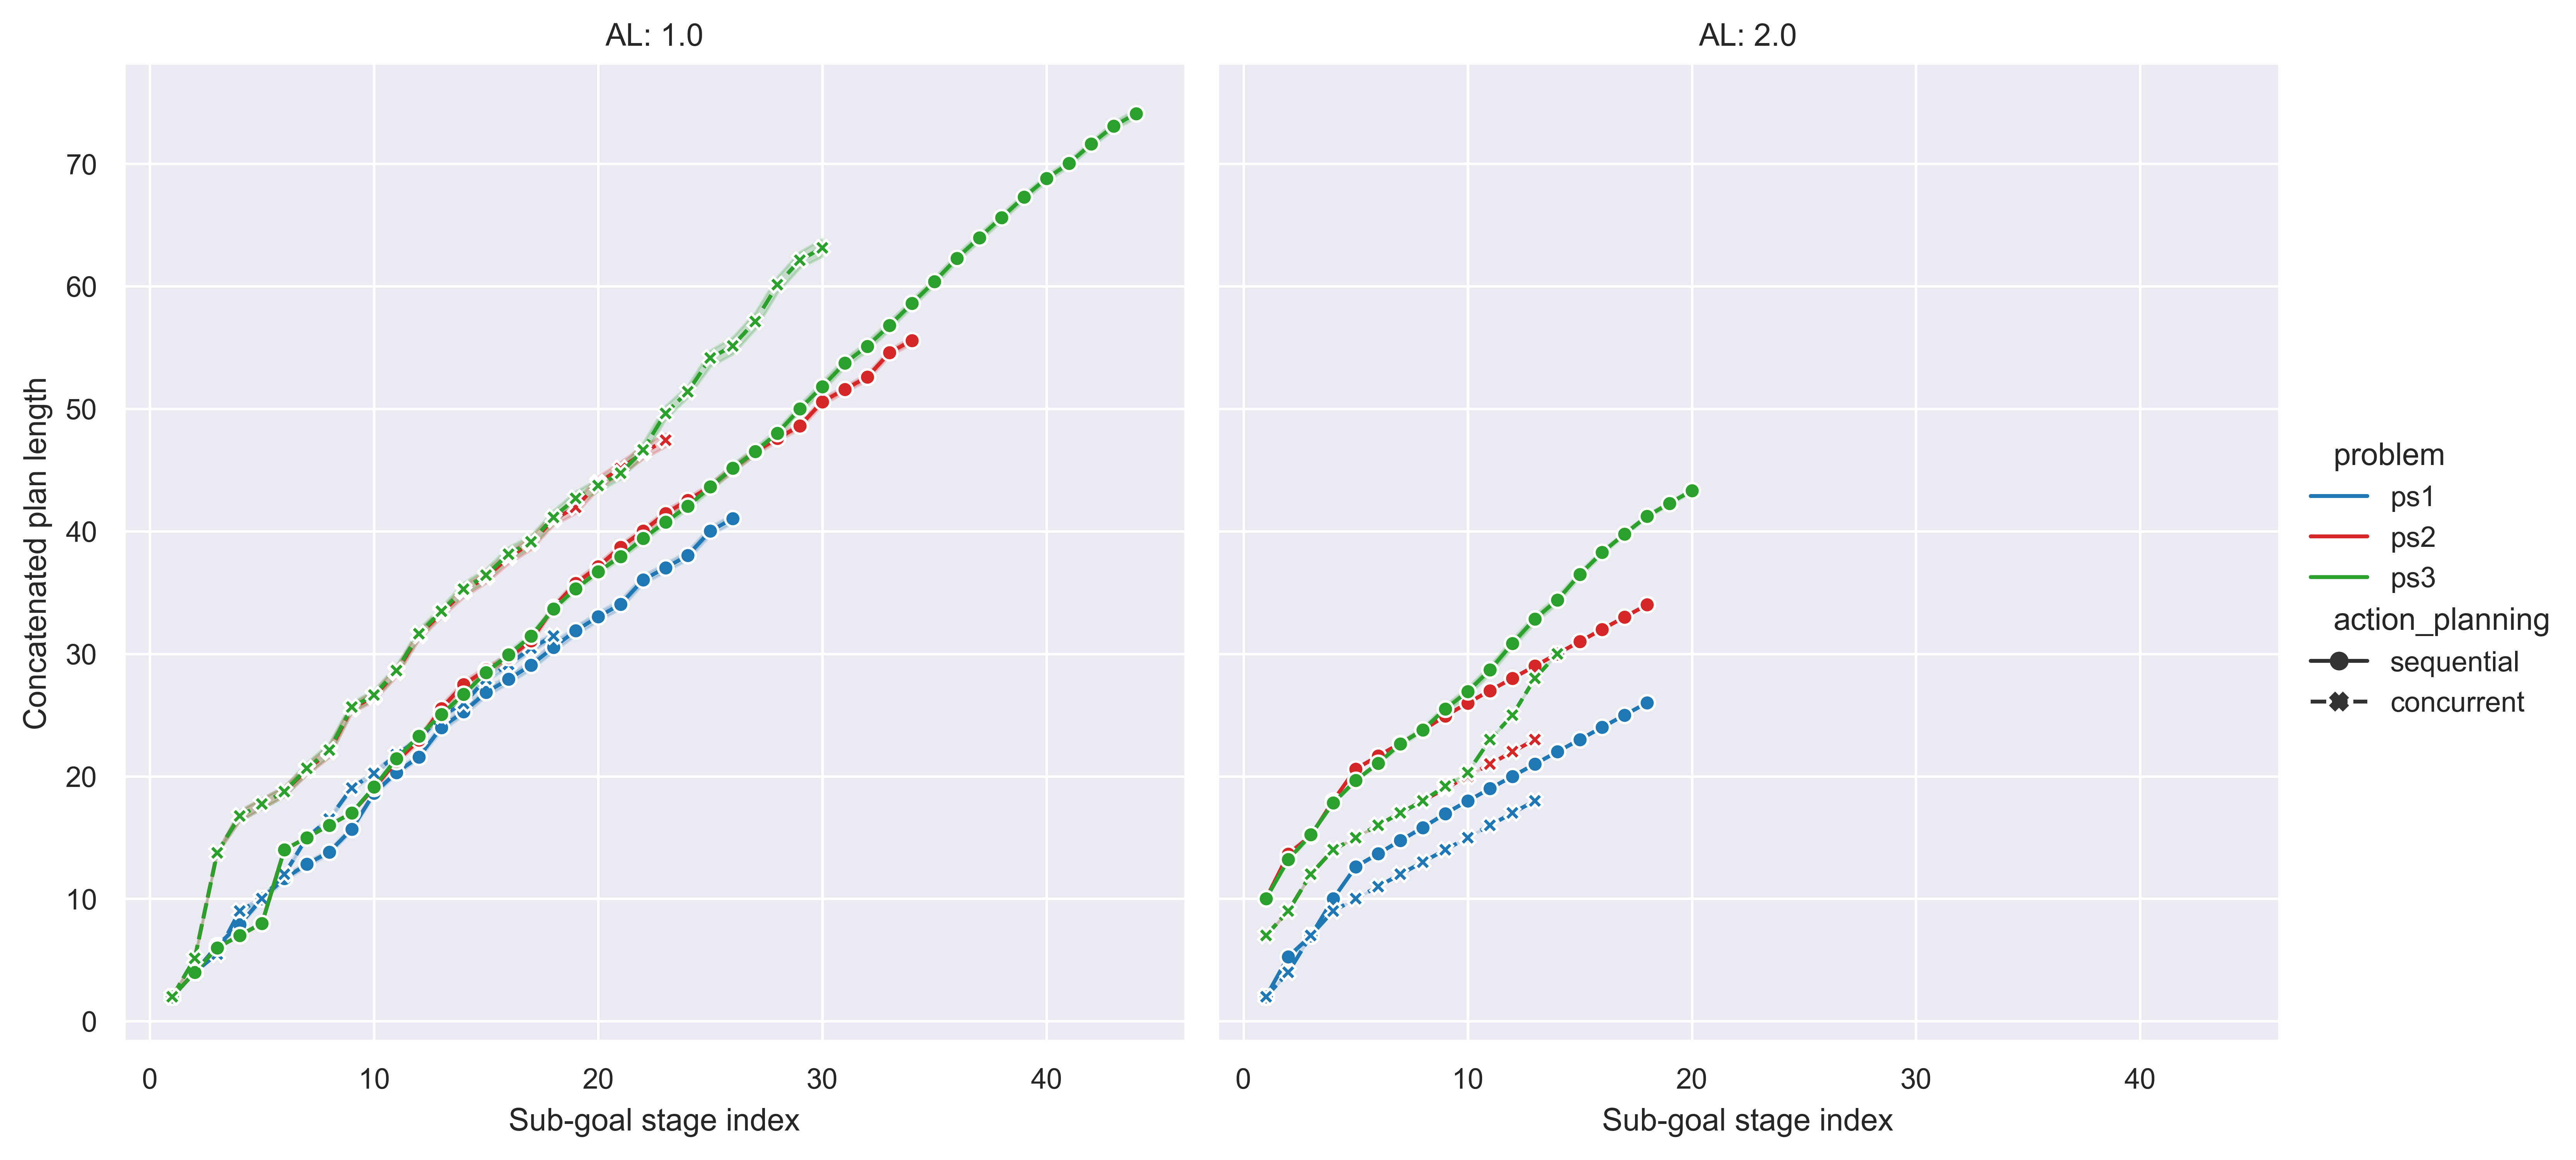 AL: 1.0
AL: 2.0
Concatenated plan length
70
60
50
40
30
20
10
0
0 10 20 30 40
0 10 20 30 40
Sub-goal stage index
Sub-goal stage index
problem
ps1
ps2
ps3
action_planning
sequential
concurrent